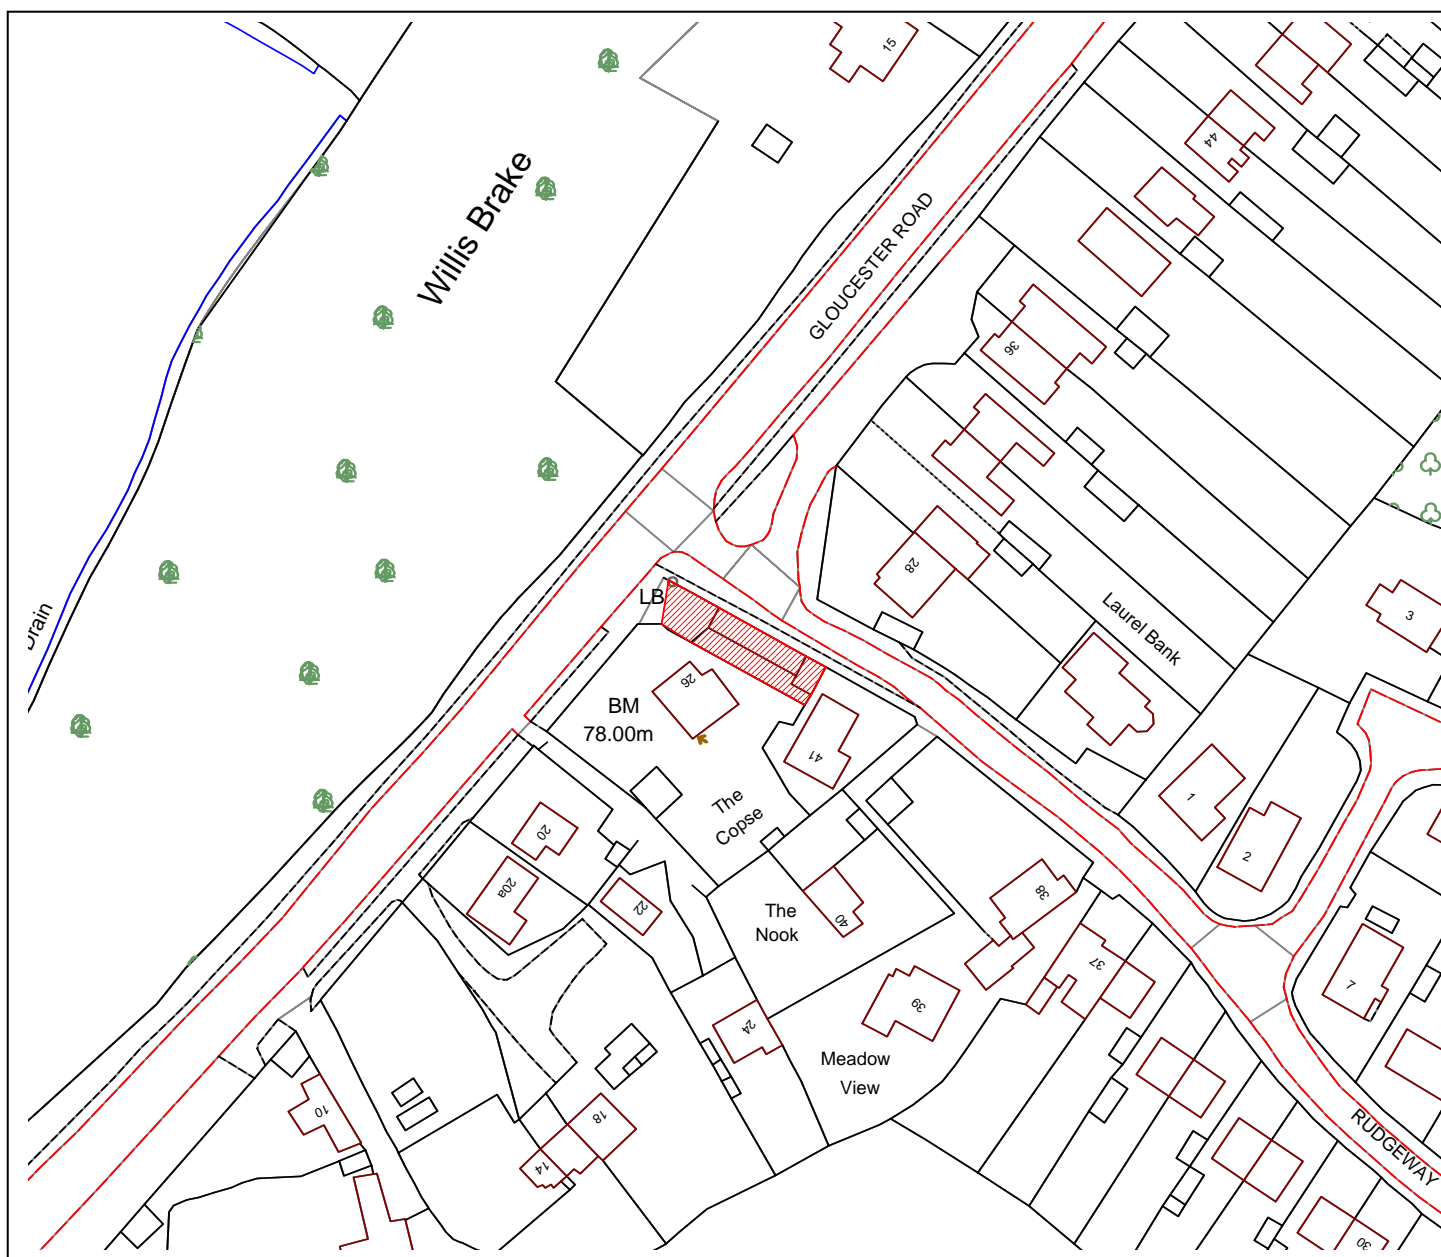 15
44
Willis Brake
GLOUCESTER ROAD
36
28
Laurel Bank
3
Drain
LB
26
BM
78.00m
41
The
Copse
1
2
20
20a
22
The
Nook
40
38
37
39
24
7
Meadow
View
10
18
14
RUDGEWAY
30